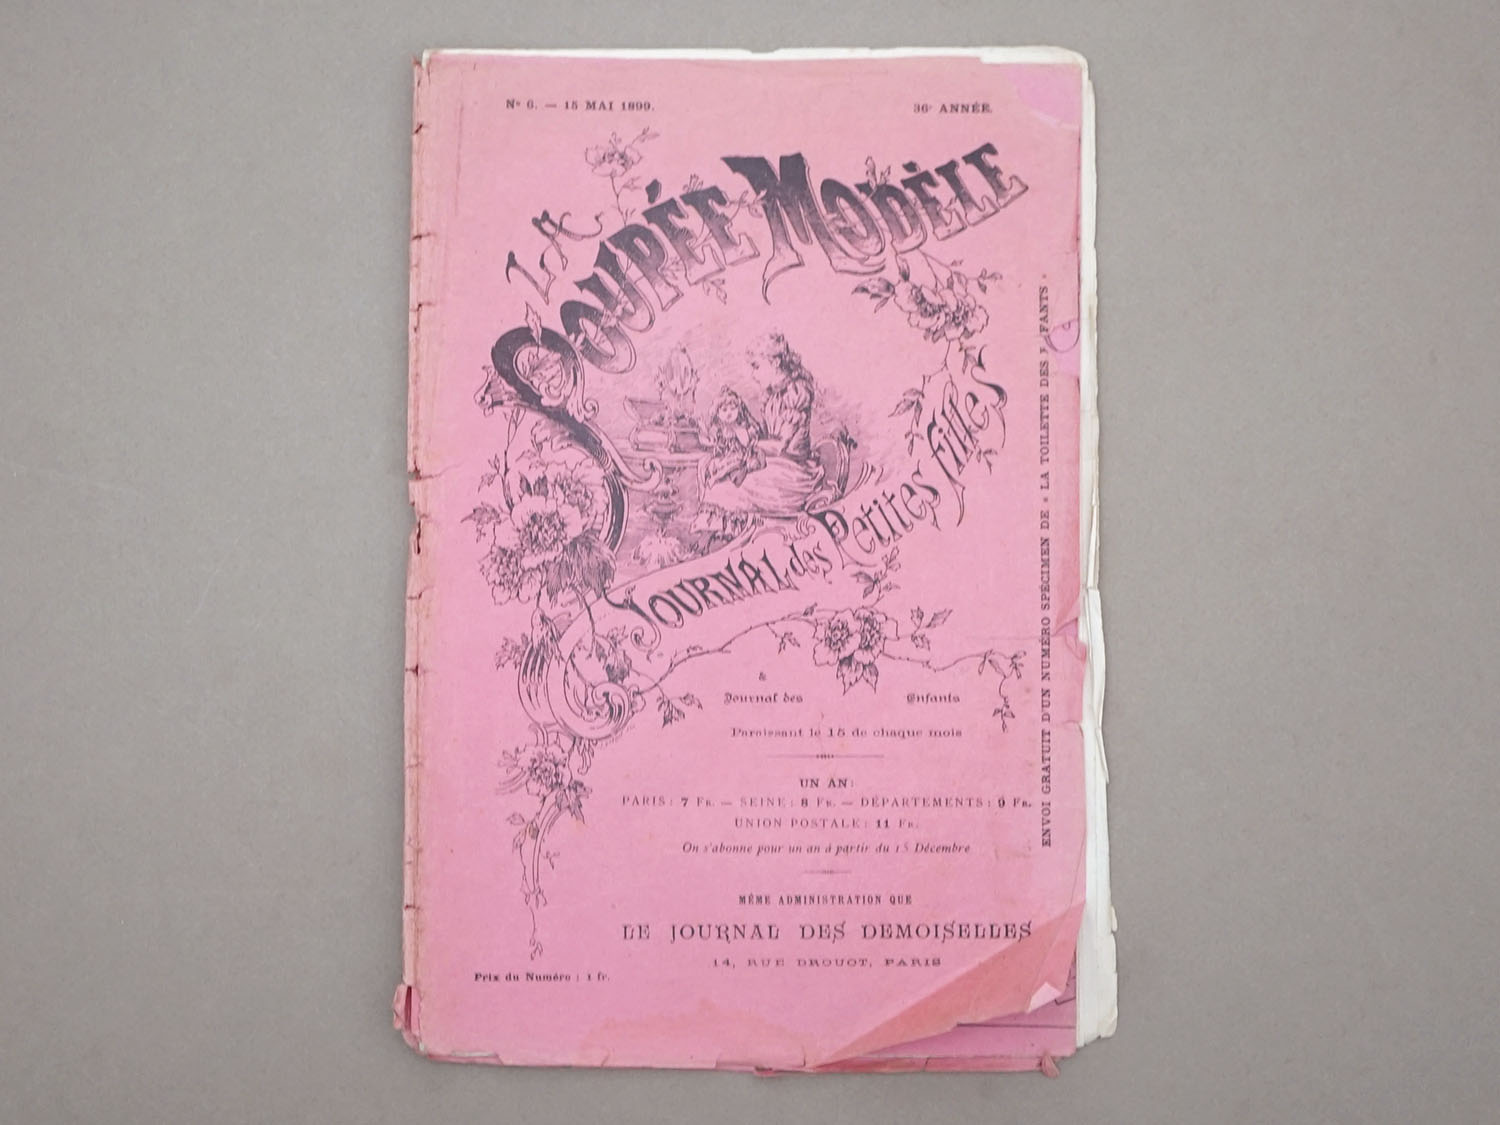 Nº 6. — 15 MAI 1899.
36e ANNÉE.
LA
POUPÉE MODÈLE
JOURNAL des Petites filles
&
Journal des Enfants
Paraissant le 15 de chaque mois
UN AN:
PARIS: 7 Fr. — SEINE: 8 Fr. — DÉPARTEMENTS: 9 Fr.
UNION POSTALE: 11 Fr.
On s'abonne pour un an à partir du 15 Décembre
MÊME ADMINISTRATION QUE
LE JOURNAL DES DEMOISELLES
14, RUE DROUOT, PARIS
Prix du Numéro : 1 fr.
ENVOI GRATUIT D'UN NUMÉRO SPÉCIMEN DE « LA TOILETTE DES ENFANTS »